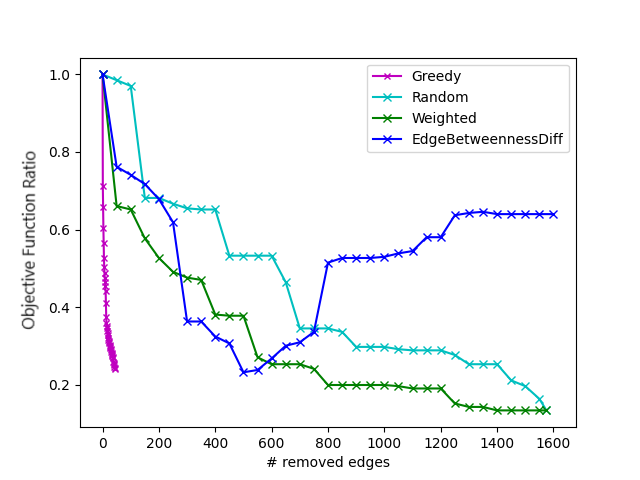 Greedy
Random
Weighted
EdgeBetweennessDiff
Objective Function Ratio
1.0
0.8
0.6
0.4
0.2
0 200 400 600 800 1000 1200 1400 1600
# removed edges